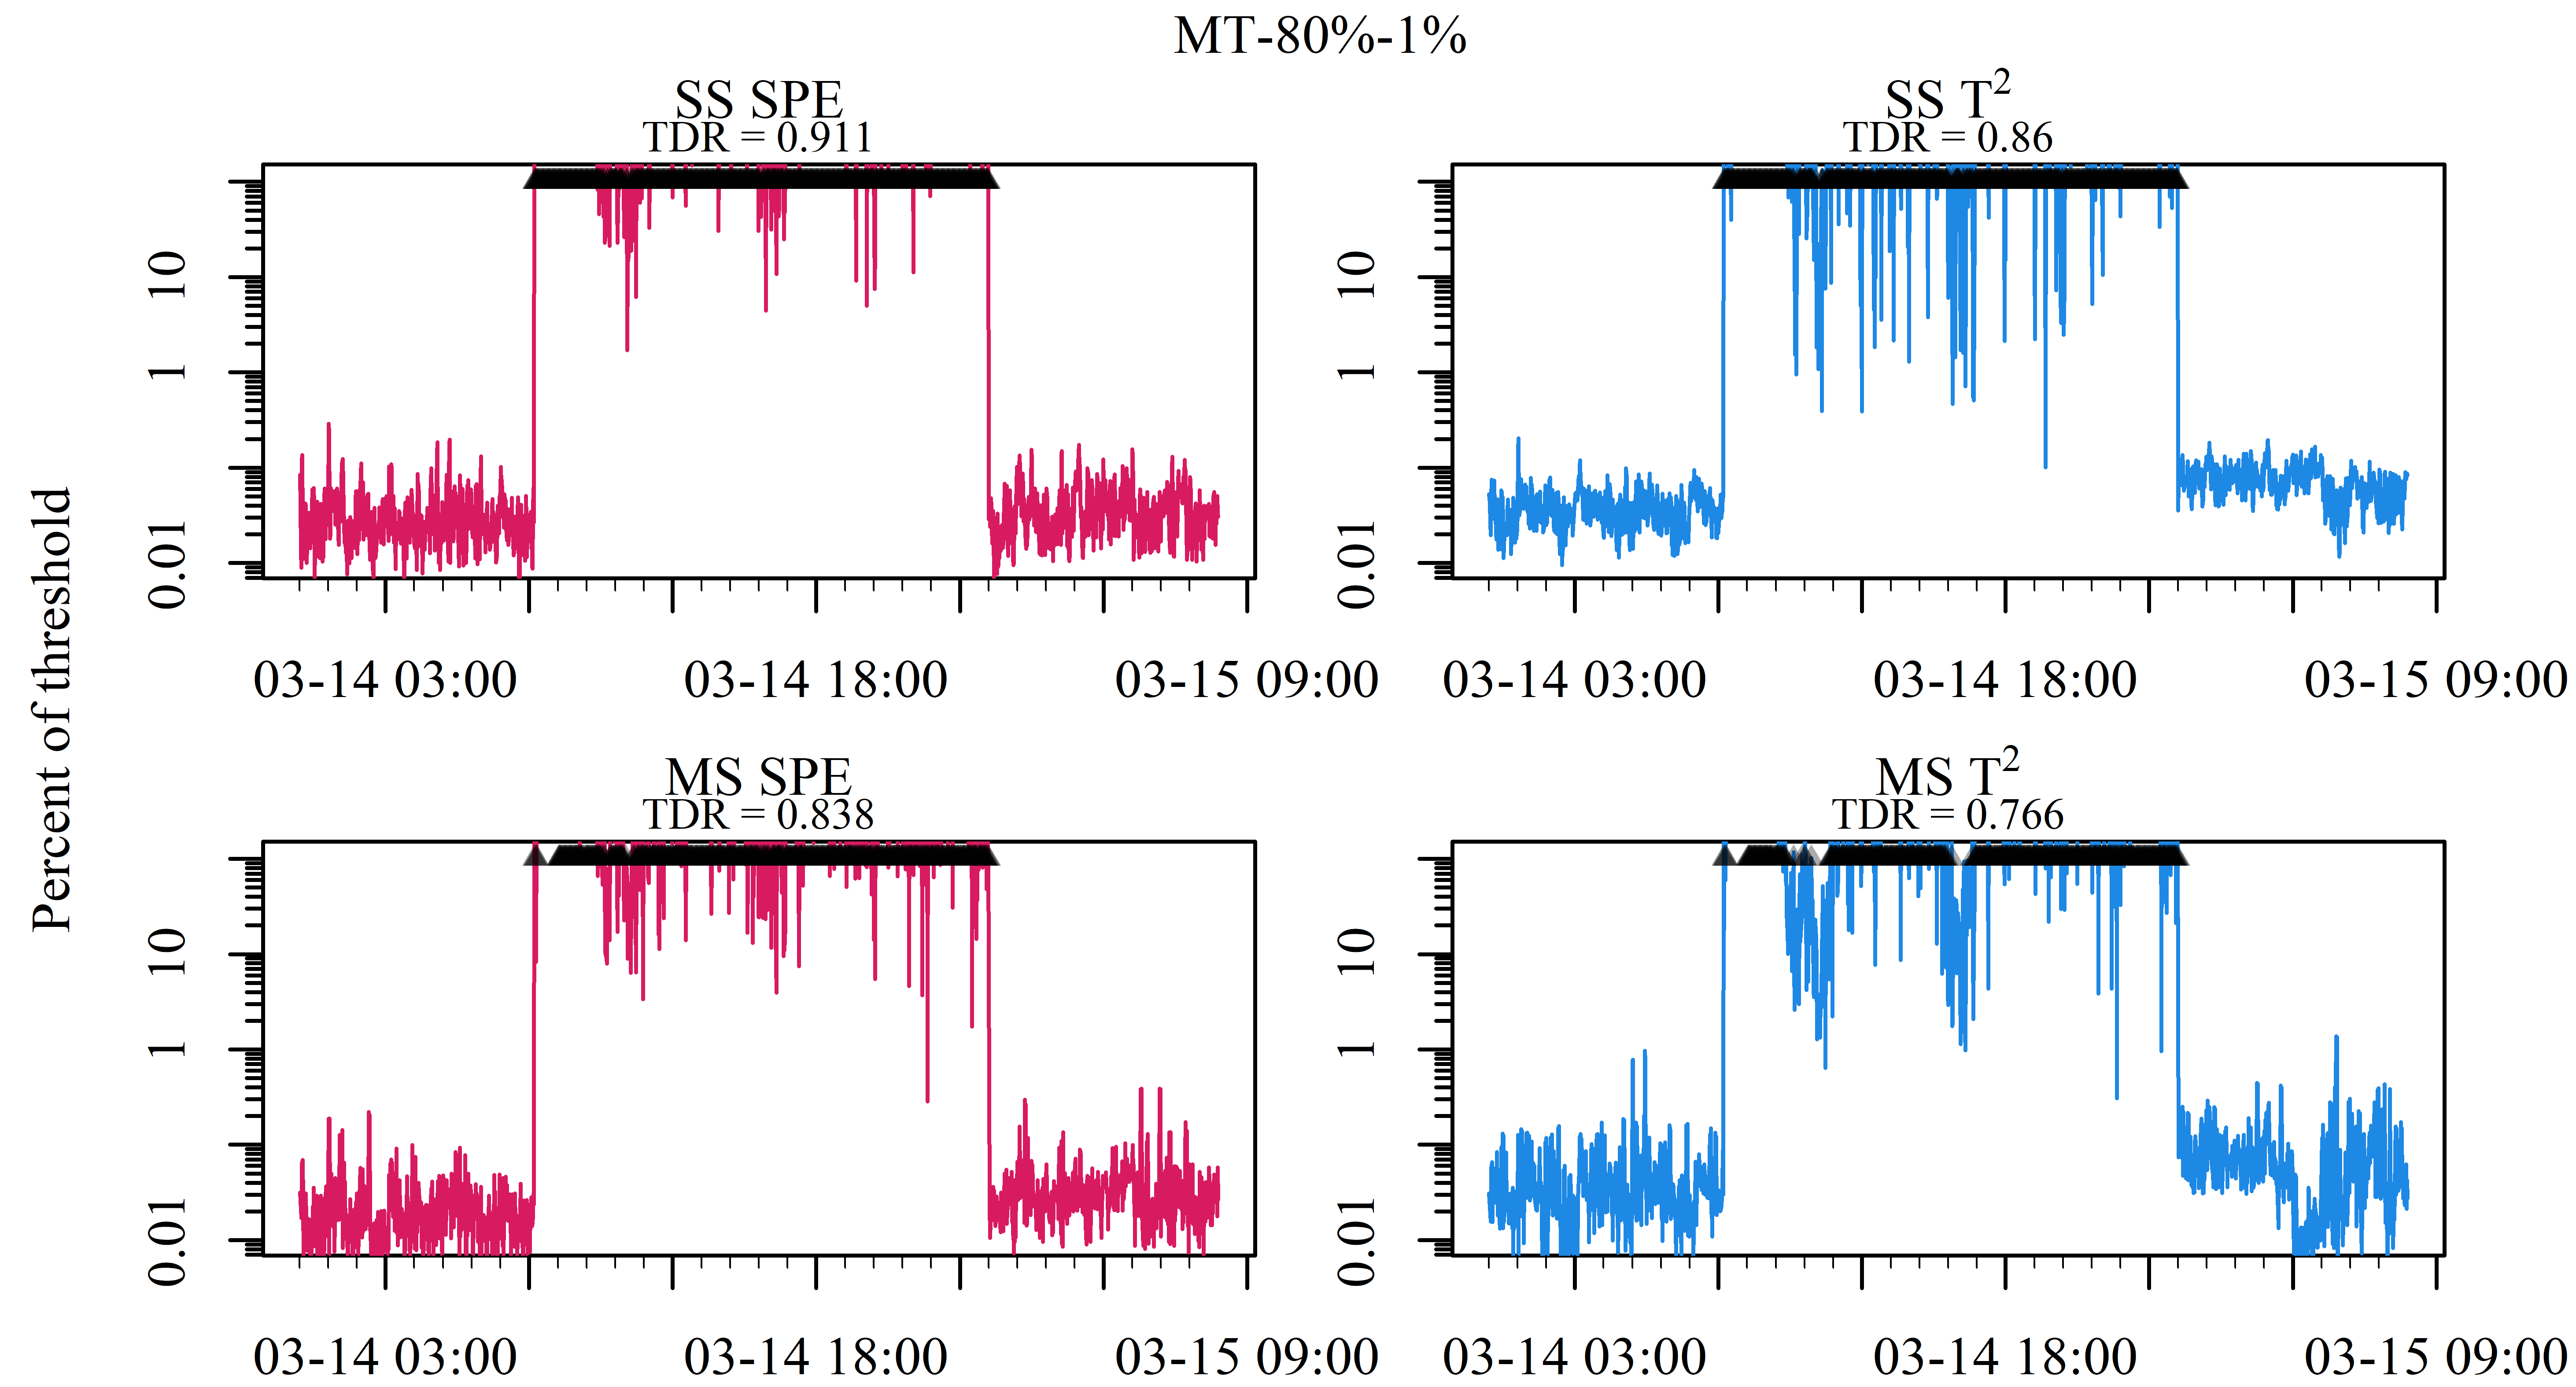 MT-80%-1%
SS SPE
TDR = 0.911
10
1
0.01
03-14 03:00 03-14 18:00 03-15 09:00
SS T²
TDR = 0.86
10
1
0.01
03-14 03:00 03-14 18:00 03-15 09:00
Percent of threshold
MS SPE
TDR = 0.838
10
1
0.01
03-14 03:00 03-14 18:00 03-15 09:00
MS T²
TDR = 0.766
10
1
0.01
03-14 03:00 03-14 18:00 03-15 09:00